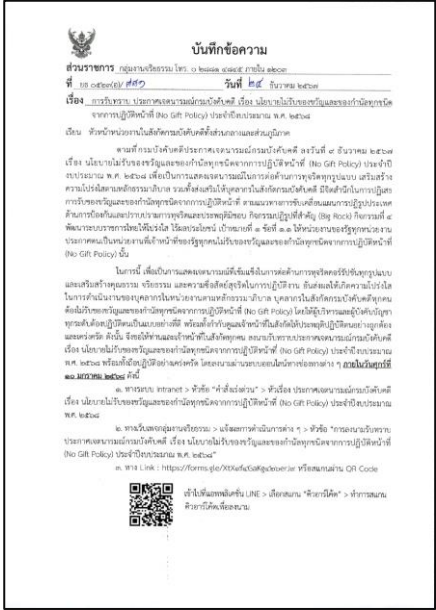 บันทึกข้อความ
ส่วนราชการ กลุ่มงานจริยธรรม โทร. ๐ ๒๘๘๑ ๔๘๔๕ ภายใน ๑๒๐๙
ที่ ยธ ๐๕๒๓(๑)/ วันที่ ๒๔ ธันวาคม ๒๕๖๗
เรื่อง การรับทราบ ประกาศเจตนารมณ์กรมบังคับคดี เรื่อง นโยบายไม่รับของขวัญและของกำนัลทุกชนิด
จากการปฏิบัติหน้าที่ (No Gift Policy) ประจำปีงบประมาณ พ.ศ. ๒๕๖๘
เรียน หัวหน้าหน่วยงานในสังกัดกรมบังคับคดีทั้งส่วนกลางและส่วนภูมิภาค
ตามที่กรมบังคับคดีประกาศเจตนารมณ์กรมบังคับคดี ลงวันที่ ๙ ธันวาคม ๒๕๖๗
เรื่อง นโยบายไม่รับของขวัญและของกำนัลทุกชนิดจากการปฏิบัติหน้าที่ (No Gift Policy) ประจำปี
งบประมาณ พ.ศ. ๒๕๖๘ เพื่อเป็นการแสดงเจตนารมณ์ในการต่อต้านการทุจริตทุกรูปแบบ เสริมสร้าง
ความโปร่งใสตามหลักธรรมาภิบาล รวมทั้งส่งเสริมให้บุคลากรในสังกัดกรมบังคับคดี มีจิตสำนึกในการปฏิเสธ
การรับของขวัญและของกำนัลทุกชนิดจากการปฏิบัติหน้าที่ ตามแนวทางการขับเคลื่อนแผนการปฏิรูปประเทศ
ด้านการป้องกันและปราบปรามการทุจริตและประพฤติมิชอบ กิจกรรมปฏิรูปที่สำคัญ (Big Rock) กิจกรรมที่ ๔
พัฒนาระบบราชการไทยให้โปร่งใส ไร้ผลประโยชน์ เป้าหมายที่ ๑ ข้อที่ ๑.๑ ให้หน่วยงานของรัฐทุกหน่วยงาน
ประกาศตนเป็นหน่วยงานที่เจ้าหน้าที่ของรัฐทุกคนไม่รับของขวัญและของกำนัลทุกชนิดจากการปฏิบัติหน้าที่
(No Gift Policy) นั้น
ในการนี้ เพื่อเป็นการแสดงเจตนารมณ์ที่เข้มแข็งในการต่อต้านการทุจริตคอร์รัปชันทุกรูปแบบ
และเสริมสร้างคุณธรรม จริยธรรม และความซื่อสัตย์สุจริตในการปฏิบัติงาน อันส่งผลให้เกิดความโปร่งใส
ในการดำเนินงานของบุคลากรในหน่วยงานตามหลักธรรมาภิบาล บุคลากรในสังกัดกรมบังคับคดีทุกคน
ต้องไม่รับของขวัญและของกำนัลทุกชนิดจากการปฏิบัติหน้าที่ (No Gift Policy) โดยให้ผู้บริหารและผู้บังคับบัญชา
ทุกระดับต้องปฏิบัติตนเป็นแบบอย่างที่ดี พร้อมทั้งกำกับดูแลเจ้าหน้าที่ในสังกัดให้ประพฤติปฏิบัติตนอย่างถูกต้อง
และเคร่งครัด ดังนั้น จึงขอให้ท่านและเจ้าหน้าที่ในสังกัดทุกคน ลงนามรับทราบประกาศเจตนารมณ์กรมบังคับคดี
เรื่อง นโยบายไม่รับของขวัญและของกำนัลทุกชนิดจากการปฏิบัติหน้าที่ (No Gift Policy) ประจำปีงบประมาณ
พ.ศ. ๒๕๖๘ พร้อมทั้งถือปฏิบัติอย่างเคร่งครัด โดยลงนามผ่านระบบออนไลน์ทางช่องทางต่าง ๆ ภายในวันศุกร์ที่
๑๐ มกราคม ๒๕๖๘ ดังนี้
๑. ทางระบบ Intranet > หัวข้อ "คำสั่งเร่งด่วน" > หัวเรื่อง ประกาศเจตนารมณ์กรมบังคับคดี
เรื่อง นโยบายไม่รับของขวัญและของกำนัลทุกชนิดจากการปฏิบัติหน้าที่ (No Gift Policy) ประจำปีงบประมาณ
พ.ศ. ๒๕๖๘
๒. ทางเว็บเพจกลุ่มงานจริยธรรม > แจ้งผลการดำเนินการต่าง ๆ > หัวข้อ "การลงนามรับทราบ
ประกาศเจตนารมณ์กรมบังคับคดี เรื่อง นโยบายไม่รับของขวัญและของกำนัลทุกชนิดจากการปฏิบัติหน้าที่
(No Gift Policy) ประจำปีงบประมาณ พ.ศ. ๒๕๖๘"
๓. ทาง Link : หรือสแกนผ่าน QR Code
เข้าไปที่แอพพลิเคชั่น LINE > เลือกสแกน "คิวอาร์โค้ด" > ทำการสแกน
คิวอาร์โค้ดเพื่อลงนาม